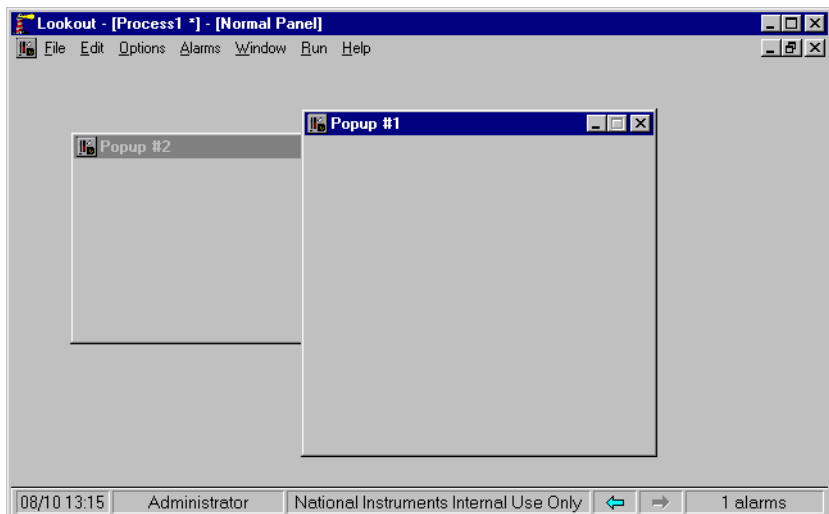 Lookout - [Process1 *] - [Normal Panel]
File Edit Options Alarms Window Run Help
Popup #1
Popup #2
08/10 13:15 Administrator National Instruments Internal Use Only 1 alarms